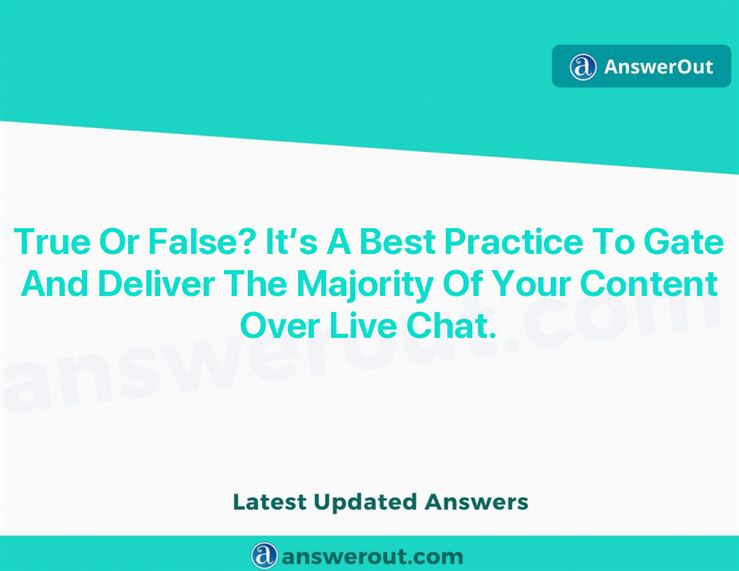 AnswerOut
True Or False? It’s A Best Practice To Gate
And Deliver The Majority Of Your Content
Over Live Chat.
answerout.com
Latest Updated Answers
answerout.com